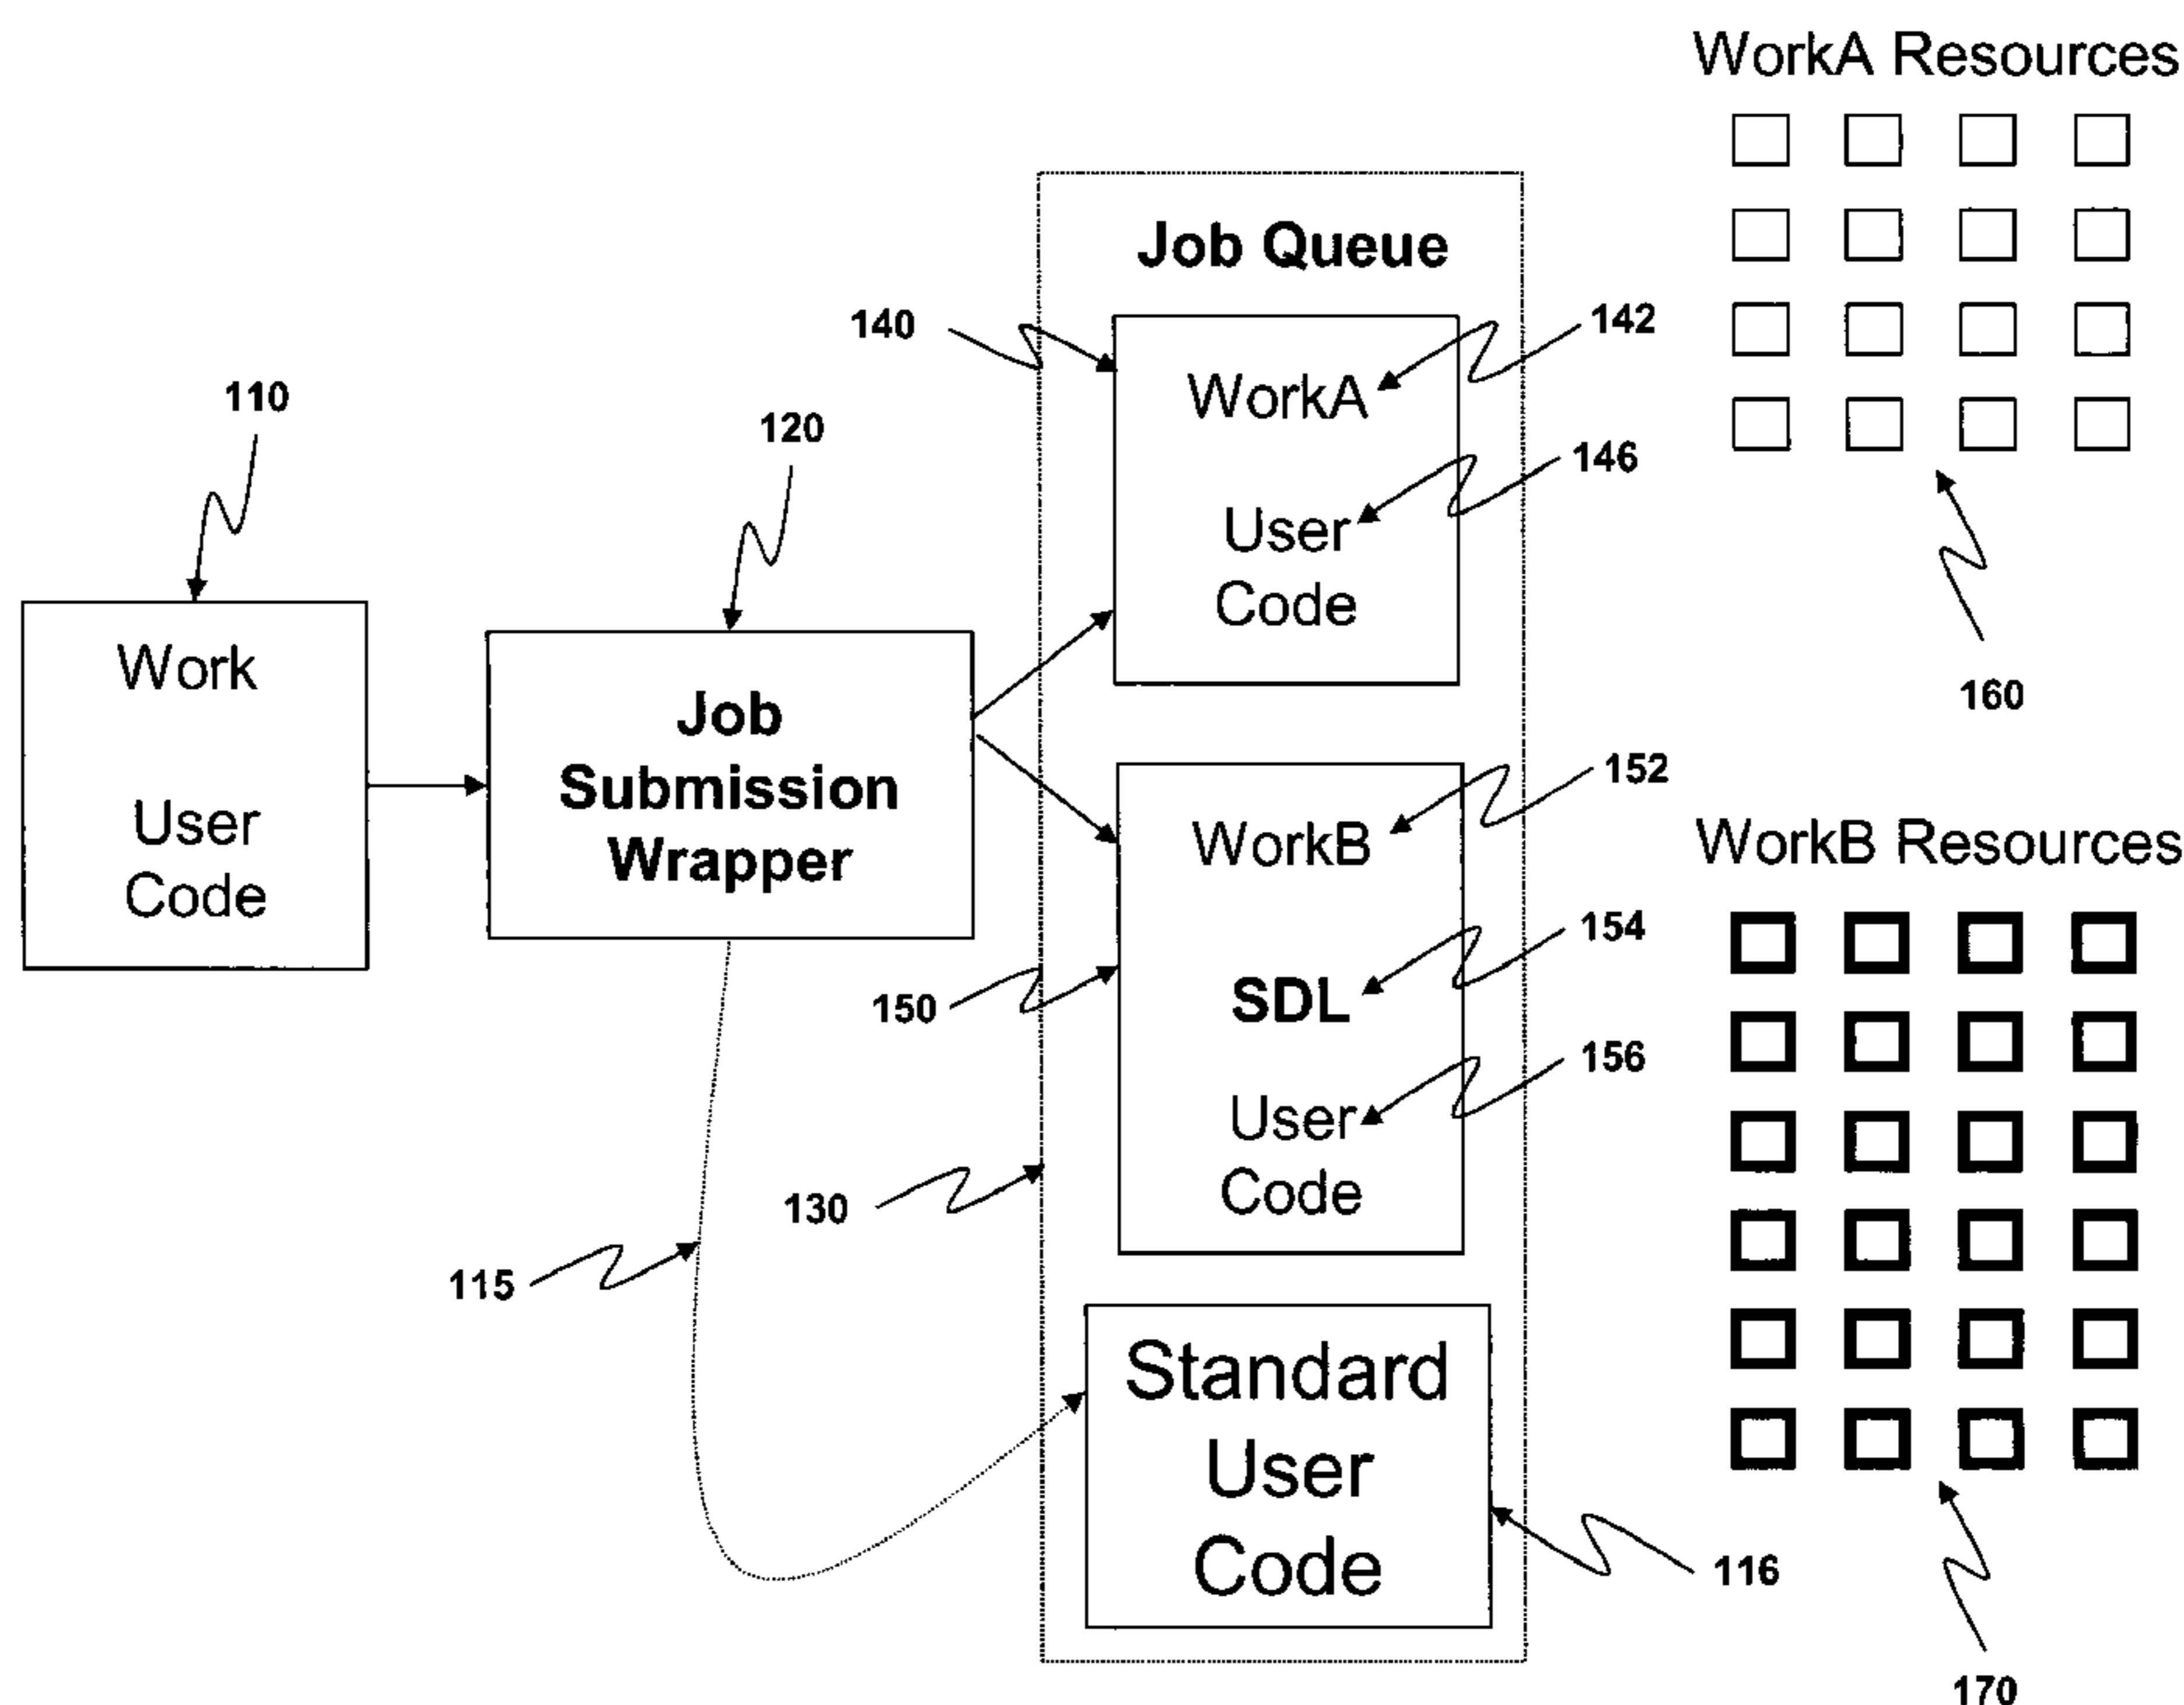 WorkA Resources
Job Queue
140
142
WorkA
110
120
146
User
Code
Work
User
Code
Job
Submission
Wrapper
160
152
WorkB
WorkB Resources
154
SDL
150
156
User
Code
130
115
Standard
User
Code
116
170